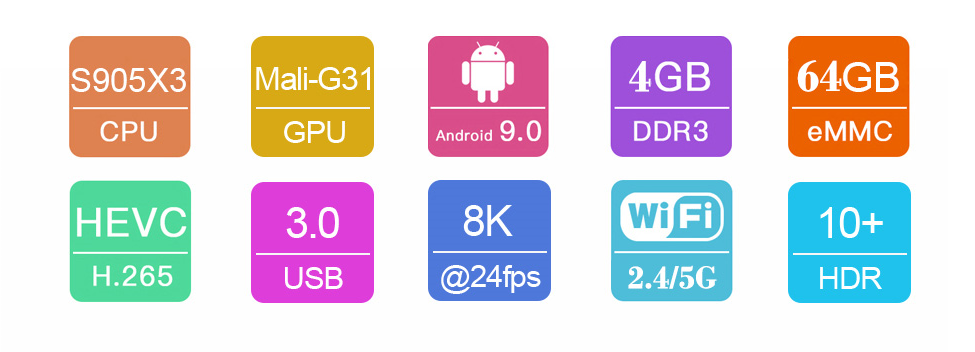 S905X3
CPU
Mali-G31
GPU
Android 9.0
4GB
DDR3
64GB
eMMC
HEVC
H.265
3.0
USB
8K
@24fps
WiFi
2.4/5G
10+
HDR